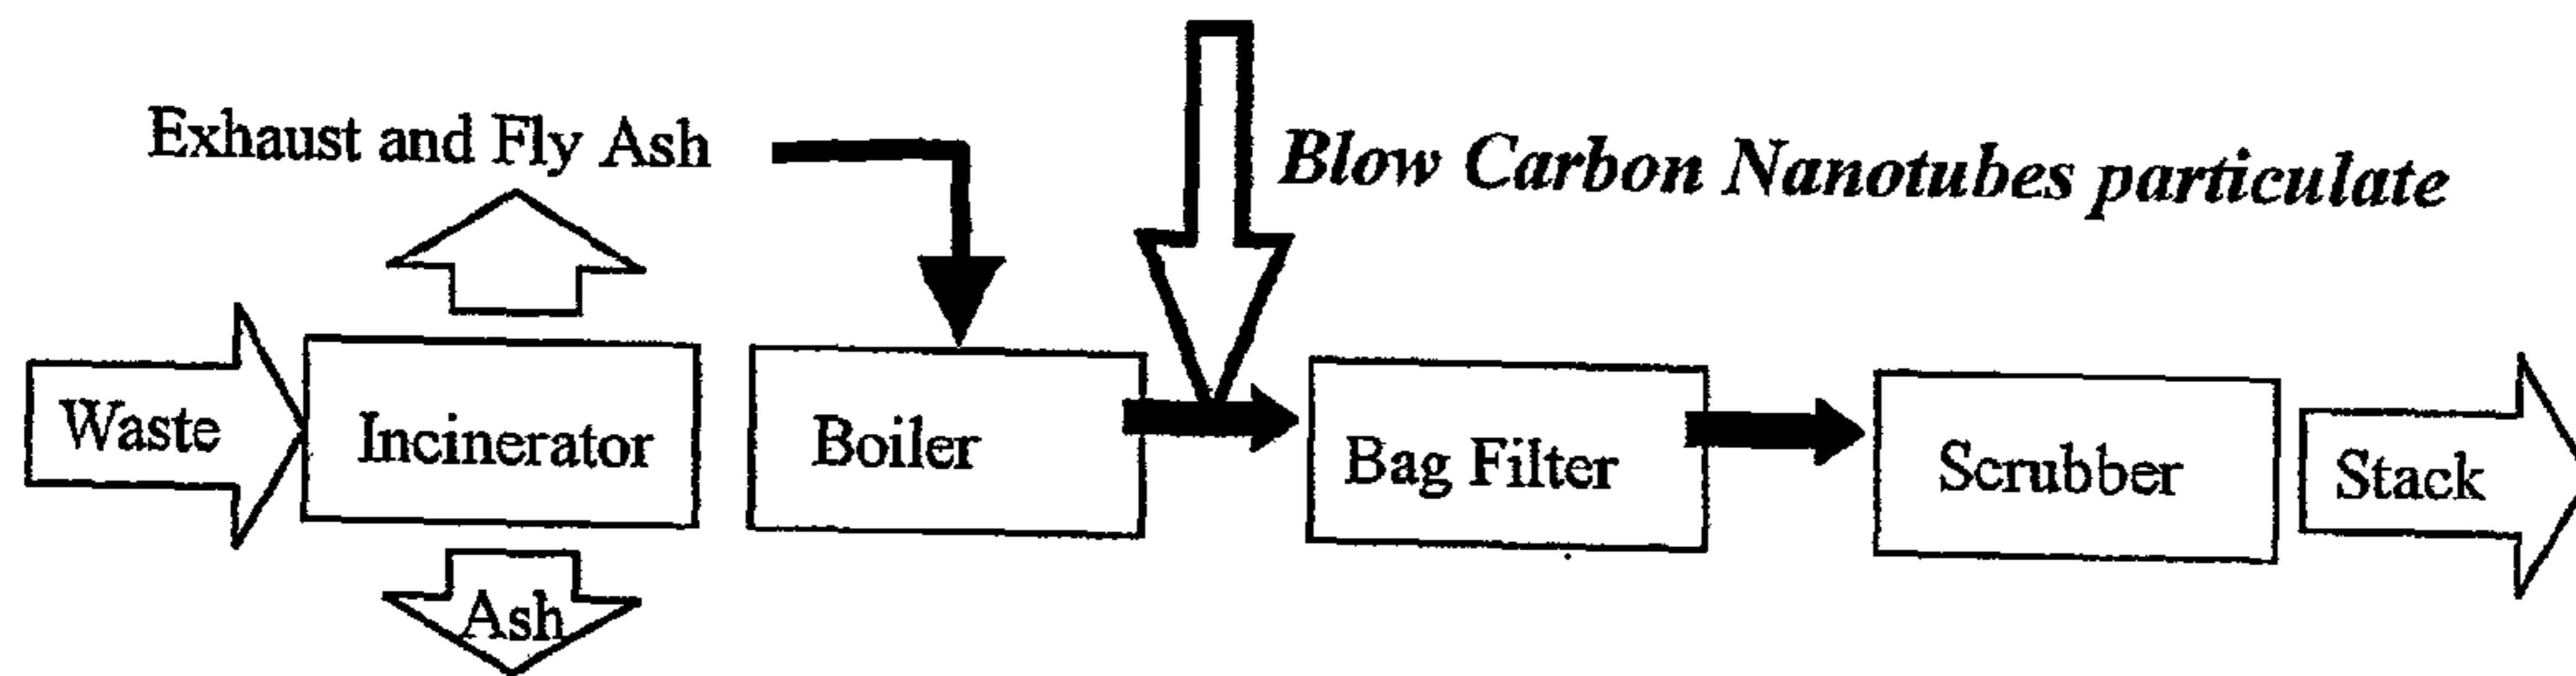 Exhaust and Fly Ash
Blow Carbon Nanotubes particulate
Waste
Incinerator
Boiler
Bag Filter
Scrubber
Stack
Ash